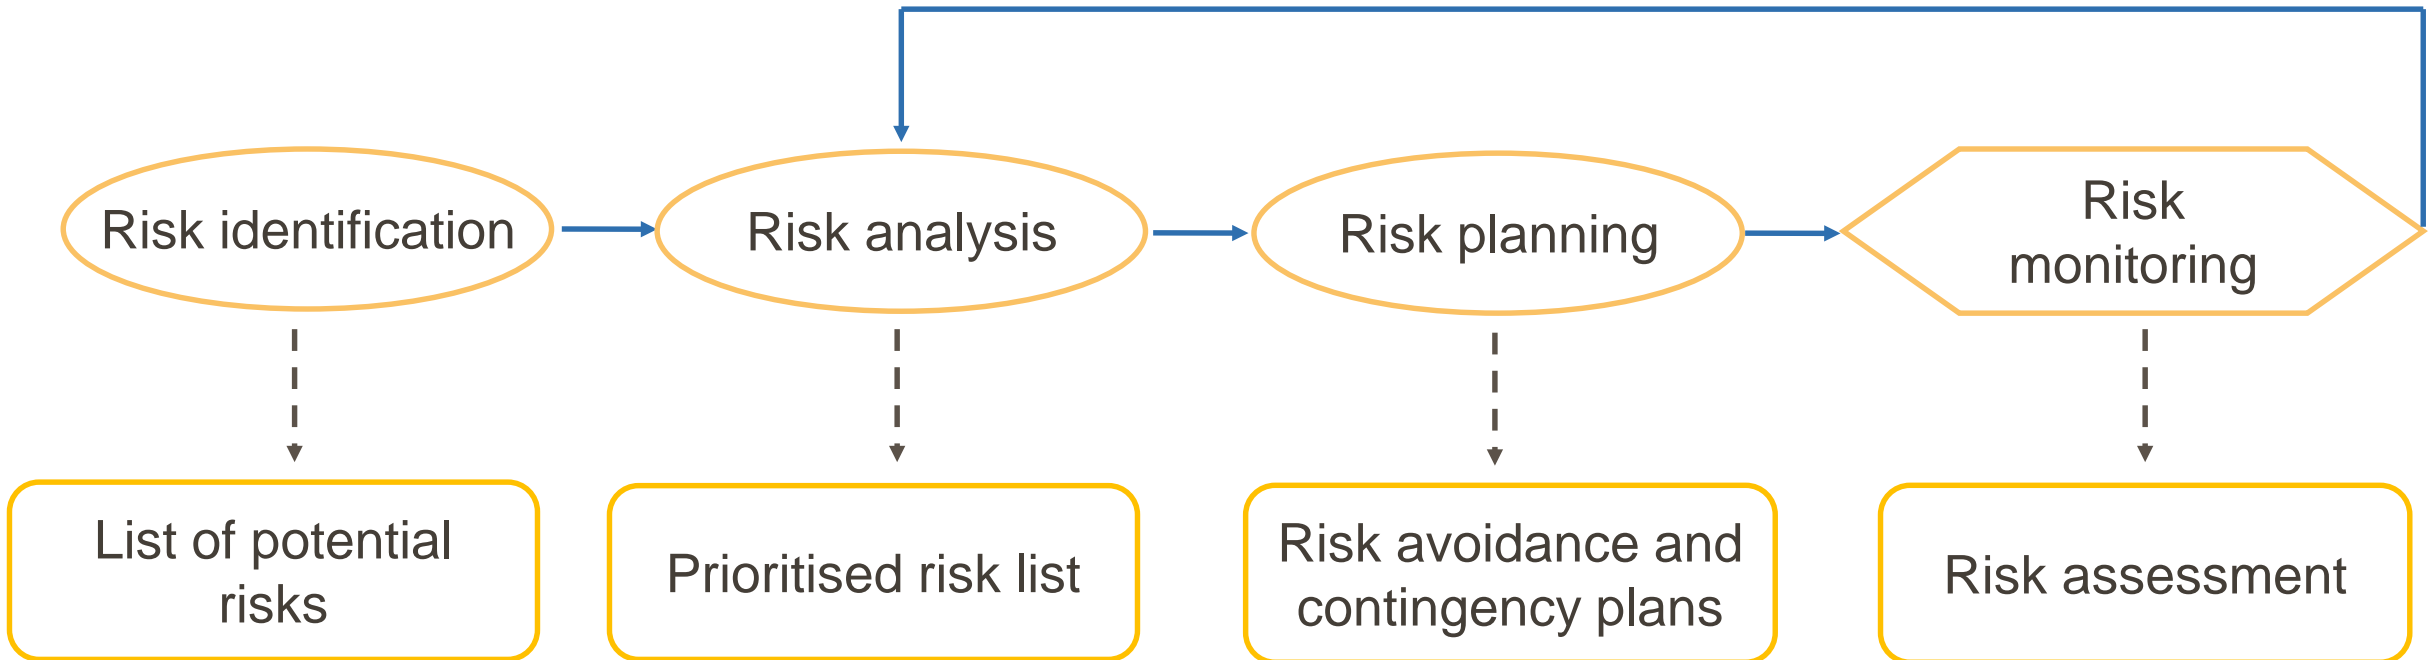 Risk identification
Risk analysis
Risk planning
Risk
monitoring
List of potential
risks
Prioritised risk list
Risk avoidance and
contingency plans
Risk assessment